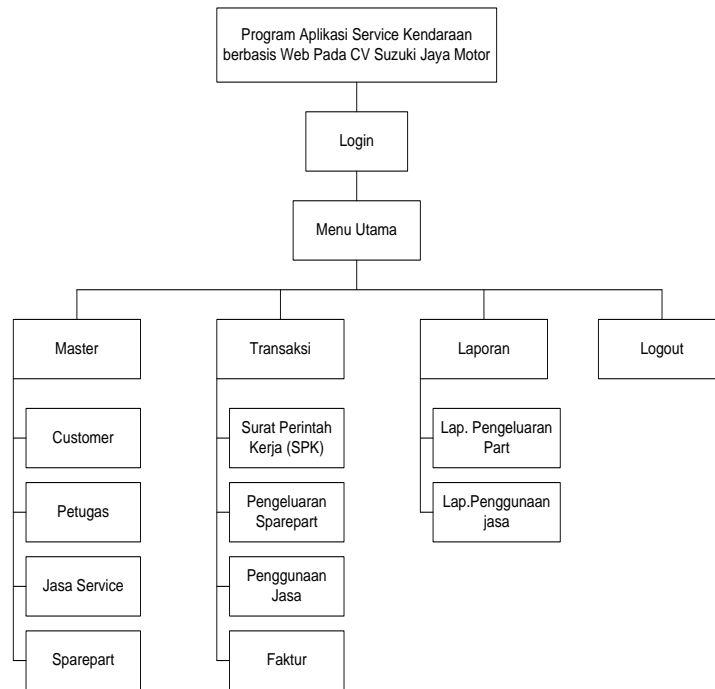 Program Aplikasi Service Kendaraan
berbasis Web Pada CV Suzuki Jaya Motor
Login
Menu Utama
Master
Transaksi
Laporan
Logout
Customer
Petugas
Jasa Service
Sparepart
Surat Perintah
Kerja (SPK)
Pengeluaran
Sparepart
Penggunaan
Jasa
Faktur
Lap. Pengeluaran
Part
Lap.Penggunaan
jasa